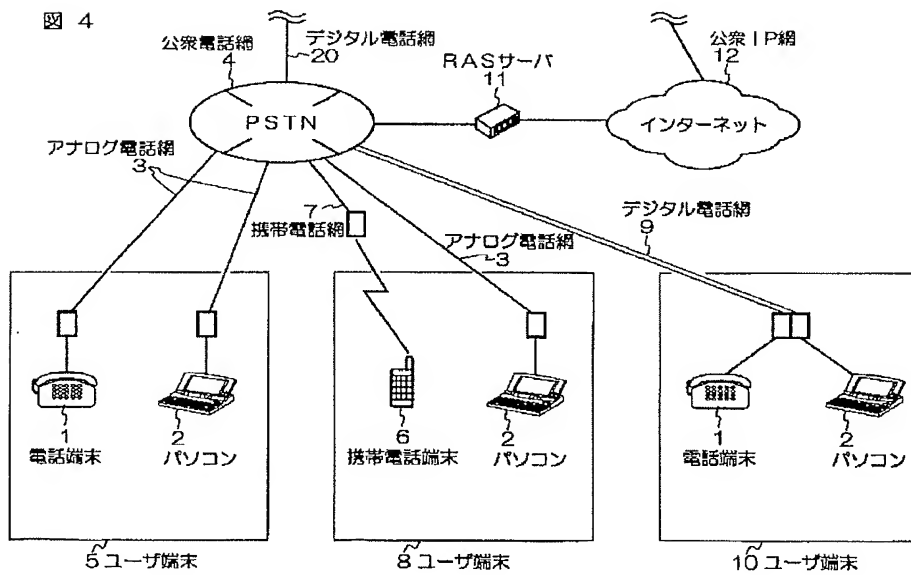 図 4
公衆電話網
4
デジタル電話網
20
RASサーバ
11
公衆IP網
12
PSTN
インターネット
アナログ電話網
3
7
携帯電話網
アナログ電話網
3
デジタル電話網
9
1
電話端末
2
パソコン
6
携帯電話端末
2
パソコン
1
電話端末
2
パソコン
5 ユーザ端末
8 ユーザ端末
10 ユーザ端末